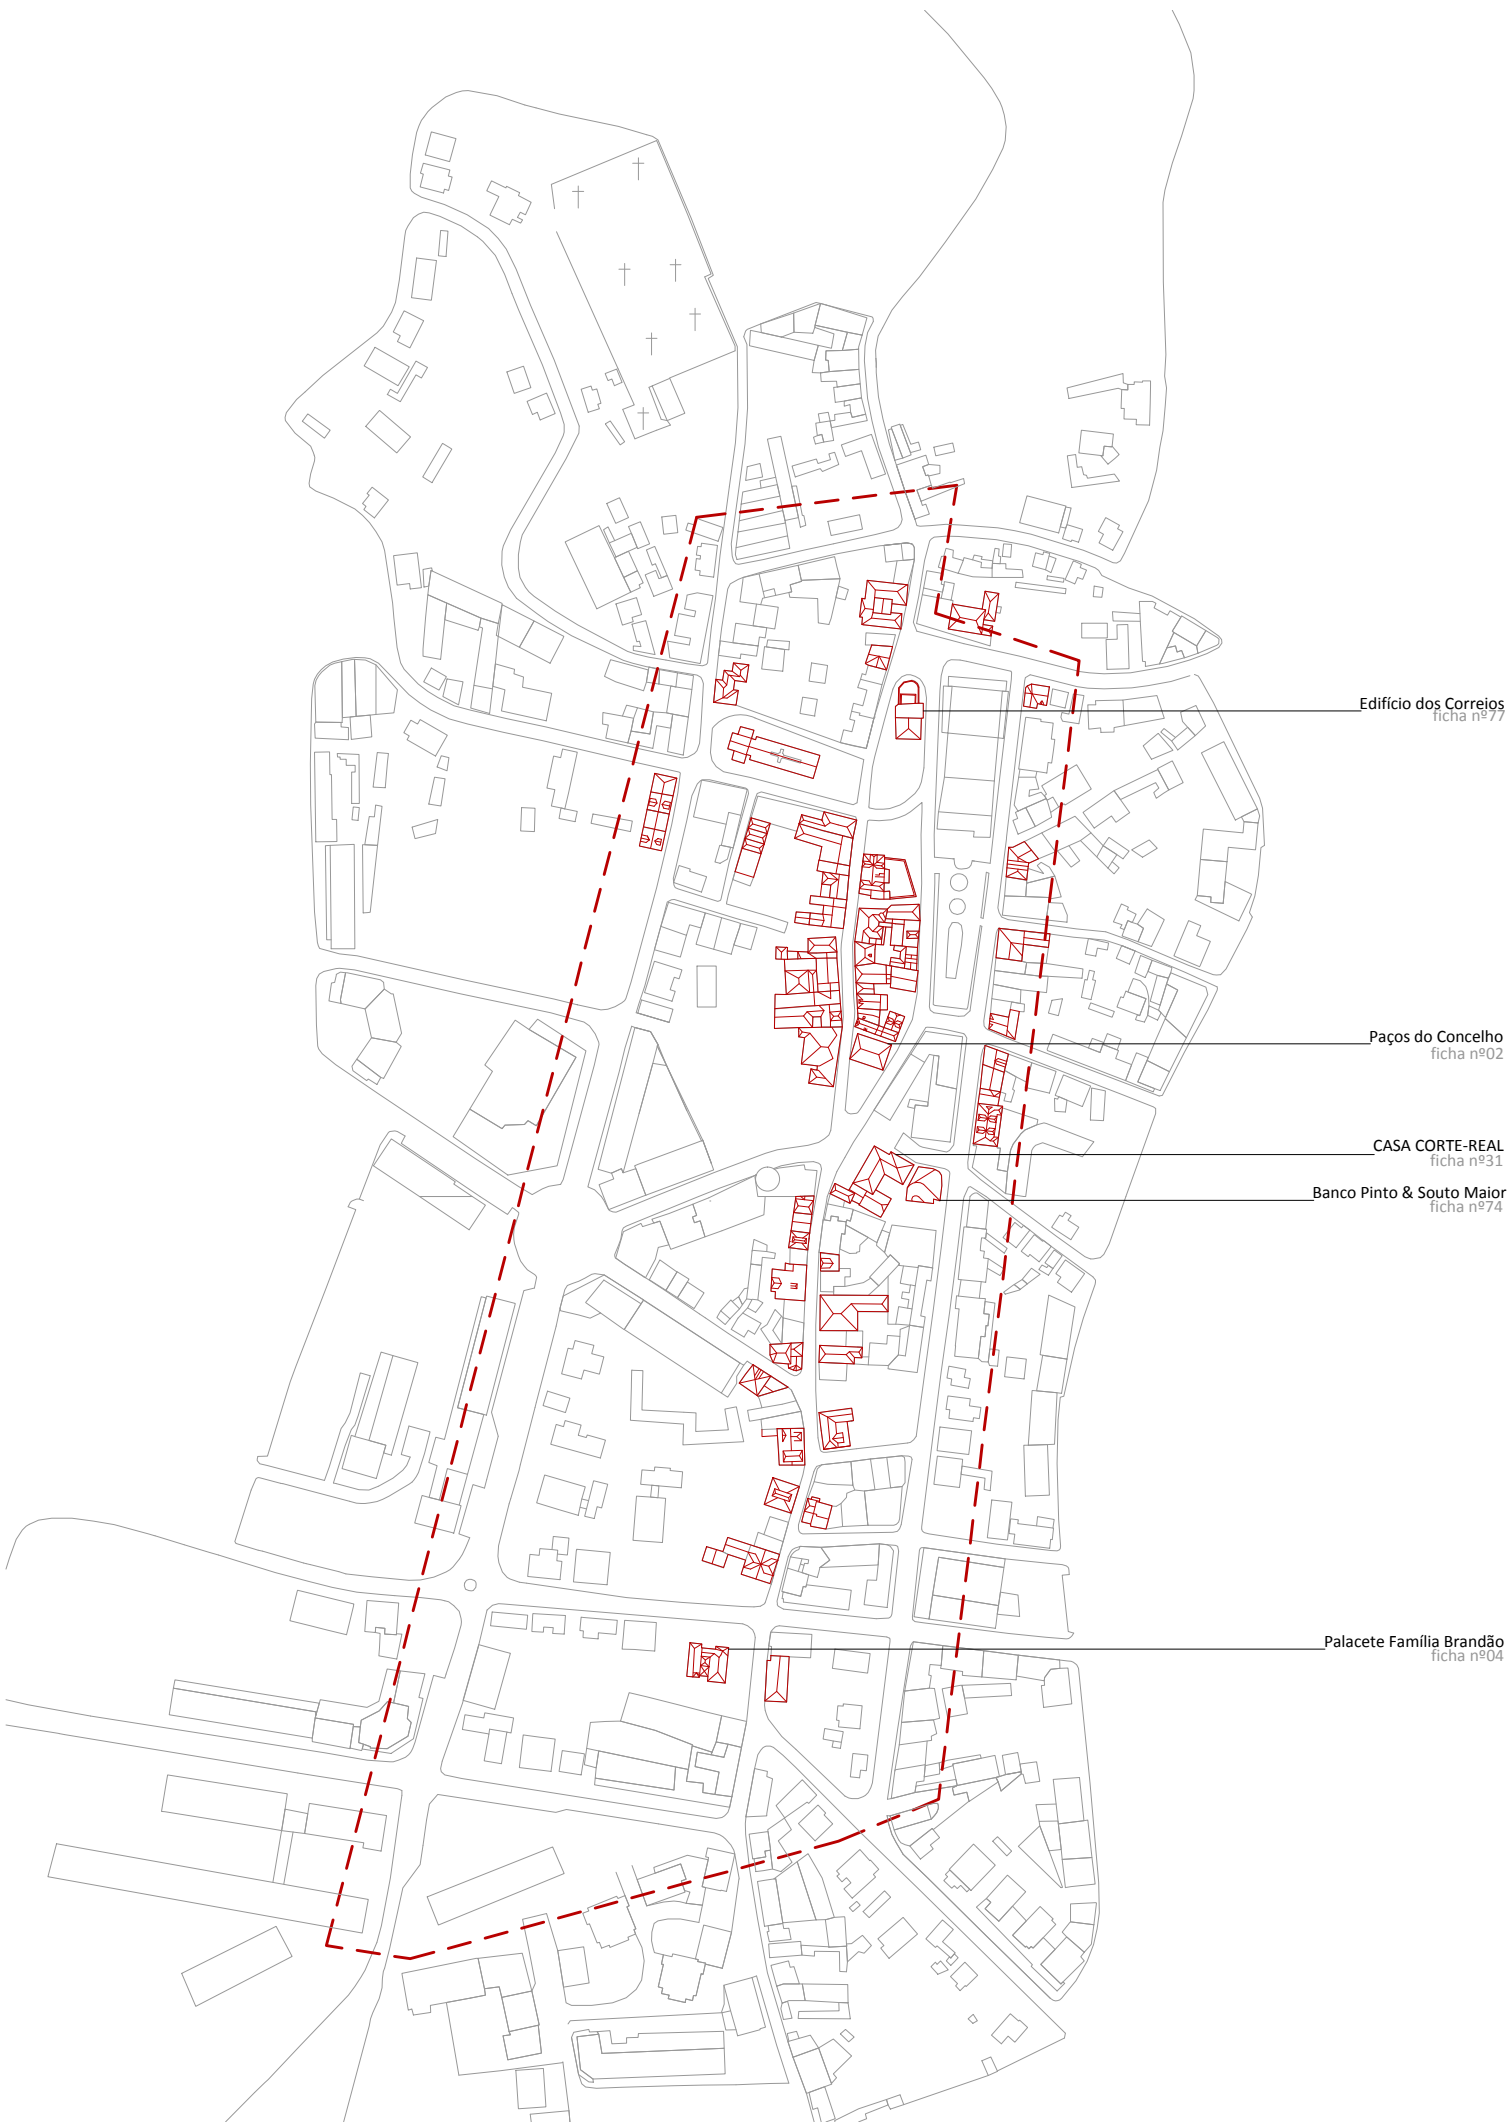 Edifício dos Correios
ficha nº77
Paços do Concelho
ficha nº02
CASA CORTE-REAL
ficha nº31
Banco Pinto & Souto Maior
ficha nº74
Palacete Família Brandão
ficha nº04